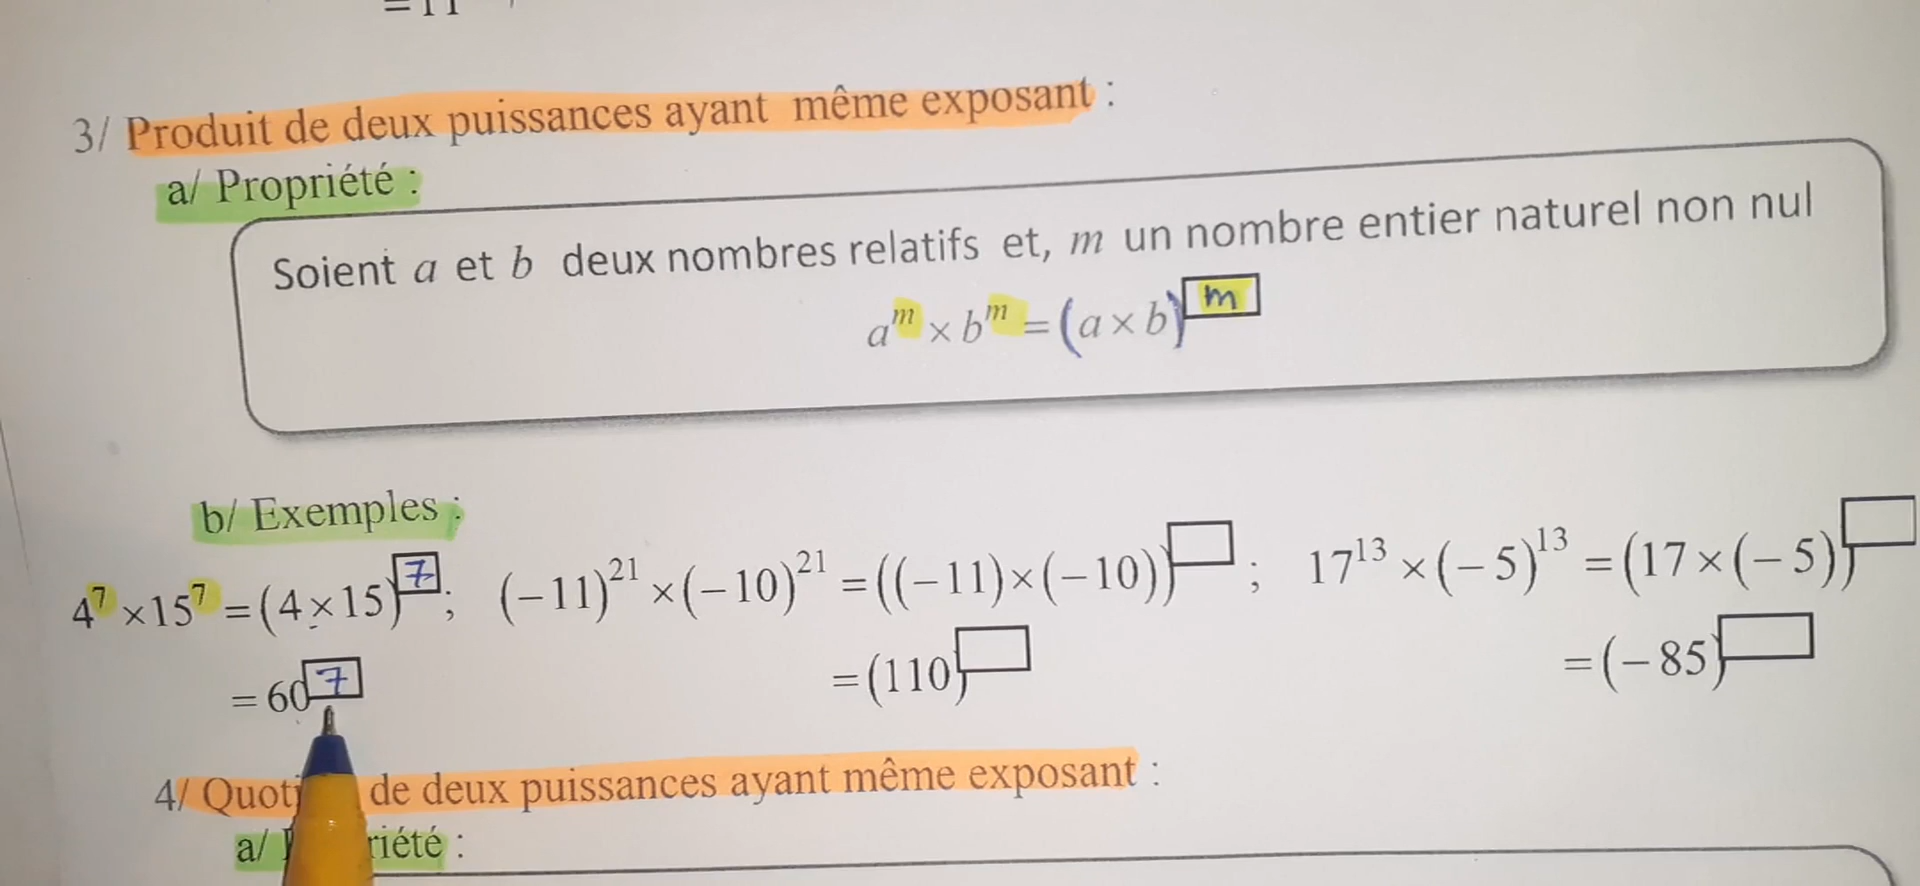 = 11
3/ Produit de deux puissances ayant même exposant :
a/ Propriété :
Soient a et b deux nombres relatifs et, m un nombre entier naturel non nul
a^m × b^m = (a × b)^m
b/ Exemples :
4^7 × 15^7 = (4 × 15)^7 ; (−11)^21 × (−10)^21 = ((−11) × (−10))^□ ; 17^13 × (−5)^13 = (17 × (−5))^□
= 60^7 = (110)^□ = (−85)^□
4/ de deux puissances ayant même exposant :
a/ :